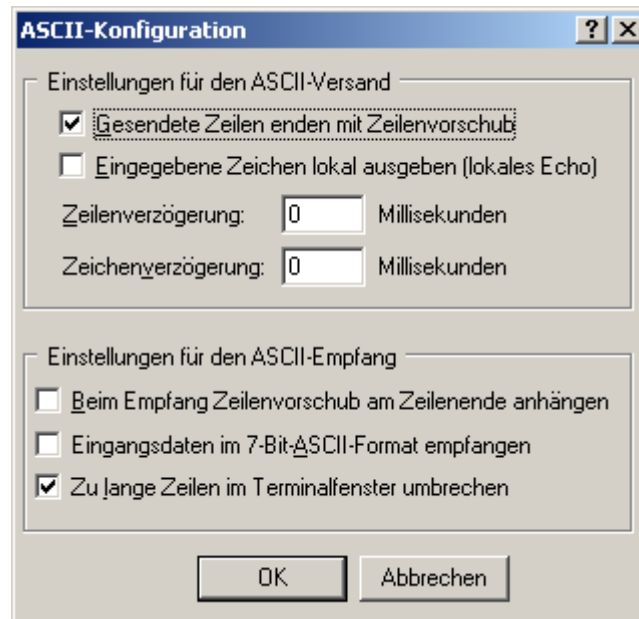 ASCII-Konfiguration
Einstellungen für den ASCII-Versand
Gesendete Zeilen enden mit Zeilenvorschub
Eingegebene Zeichen lokal ausgeben (lokales Echo)
Zeilenverzögerung: 0 Millisekunden
Zeichenverzögerung: 0 Millisekunden
Einstellungen für den ASCII-Empfang
Beim Empfang Zeilenvorschub am Zeilenende anhängen
Eingangsdaten im 7-Bit-ASCII-Format empfangen
Zu lange Zeilen im Terminalfenster umbrechen
OK Abbrechen